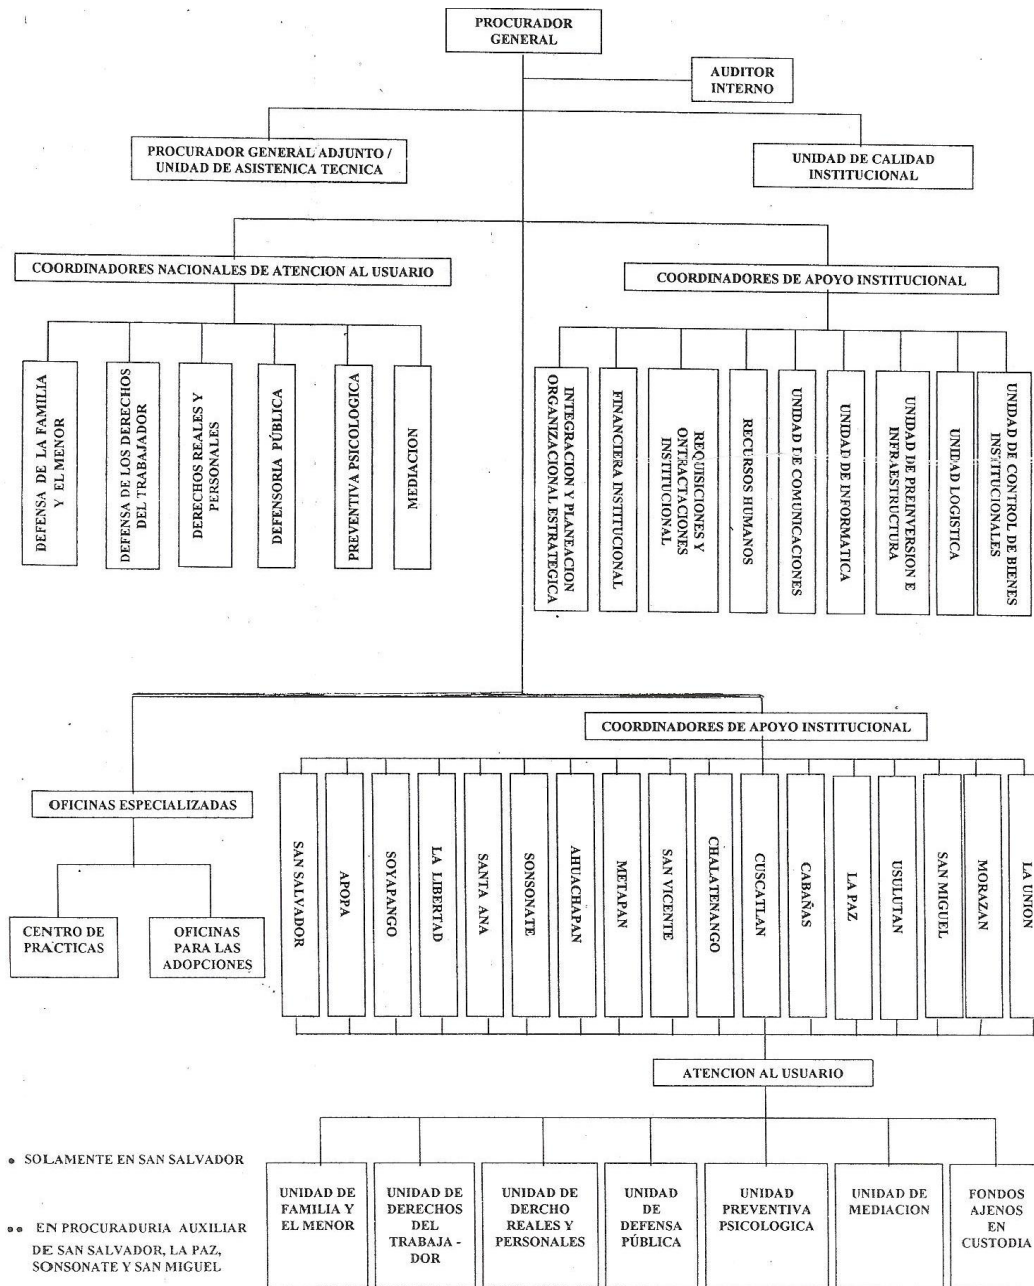 PROCURADOR
GENERAL
AUDITOR
INTERNO
PROCURADOR GENERAL ADJUNTO /
UNIDAD DE ASISTENICA TECNICA
UNIDAD DE CALIDAD
INSTITUCIONAL
COORDINADORES NACIONALES DE ATENCION AL USUARIO
COORDINADORES DE APOYO INSTITUCIONAL
DEFENSA DE LA FAMILIA
Y EL MENOR
DEFENSA DE LOS DERECHOS
DEL TRABAJADOR
DERECHOS REALES Y
PERSONALES
DEFENSORIA PÚBLICA
PREVENTIVA PSICOLOGICA
MEDIACION
INTEGRACION Y PLANEACION
ORGANIZACIONAL ESTRATEGICA
FINANCIERA INSTITUCIONAL
REQUISICIONES Y
ONTRACTACIONES
INSTITUCIONAL
RECURSOS HUMANOS
UNIDAD DE COMUNICACIONES
UNIDAD DE INFORMATICA
UNIDAD DE PREINVERSION E
INFRAESTRUCTURA
UNIDAD LOGISTICA
UNIDAD DE CONTROL DE BIENES
INSTITUCIONALES
COORDINADORES DE APOYO INSTITUCIONAL
OFICINAS ESPECIALIZADAS
CENTRO DE
PRACTICAS
OFICINAS
PARA LAS
ADOPCIONES
SAN SALVADOR
APOPA
SOYAPANGO
LA LIBERTAD
SANTA ANA
SONSONATE
AHUACHAPAN
METAPAN
SAN VICENTE
CHALATENANGO
CUSCATLAN
CABAÑAS
LA PAZ
USULUTAN
SAN MIGUEL
MORAZAN
LA UNION
ATENCION AL USUARIO
• SOLAMENTE EN SAN SALVADOR
•• EN PROCURADURIA AUXILIAR
DE SAN SALVADOR, LA PAZ,
SONSONATE Y SAN MIGUEL
UNIDAD DE
FAMILIA Y
EL MENOR
UNIDAD DE
DERECHOS
DEL
TRABAJA -
DOR
UNIDAD DE
DERCHO
REALES Y
PERSONALES
UNIDAD
DE
DEFENSA
PÚBLICA
UNIDAD
PREVENTIVA
PSICOLOGICA
UNIDAD DE
MEDIACION
FONDOS
AJENOS
EN
CUSTODIA